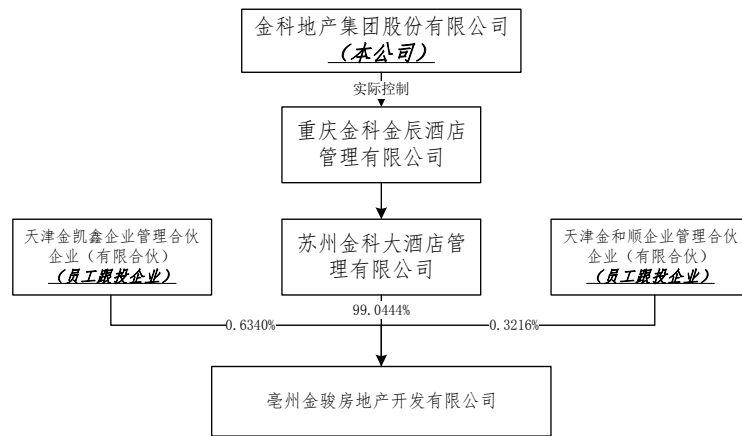 金科地产集团股份有限公司
（本公司）
实际控制
重庆金科金辰酒店
管理有限公司
天津金凯鑫企业管理合伙
企业（有限合伙）
（员工跟投企业）
苏州金科大酒店管
理有限公司
天津金和顺企业管理合伙
企业（有限合伙）
（员工跟投企业）
99.0444%
0.6340%
0.3216%
亳州金骏房地产开发有限公司